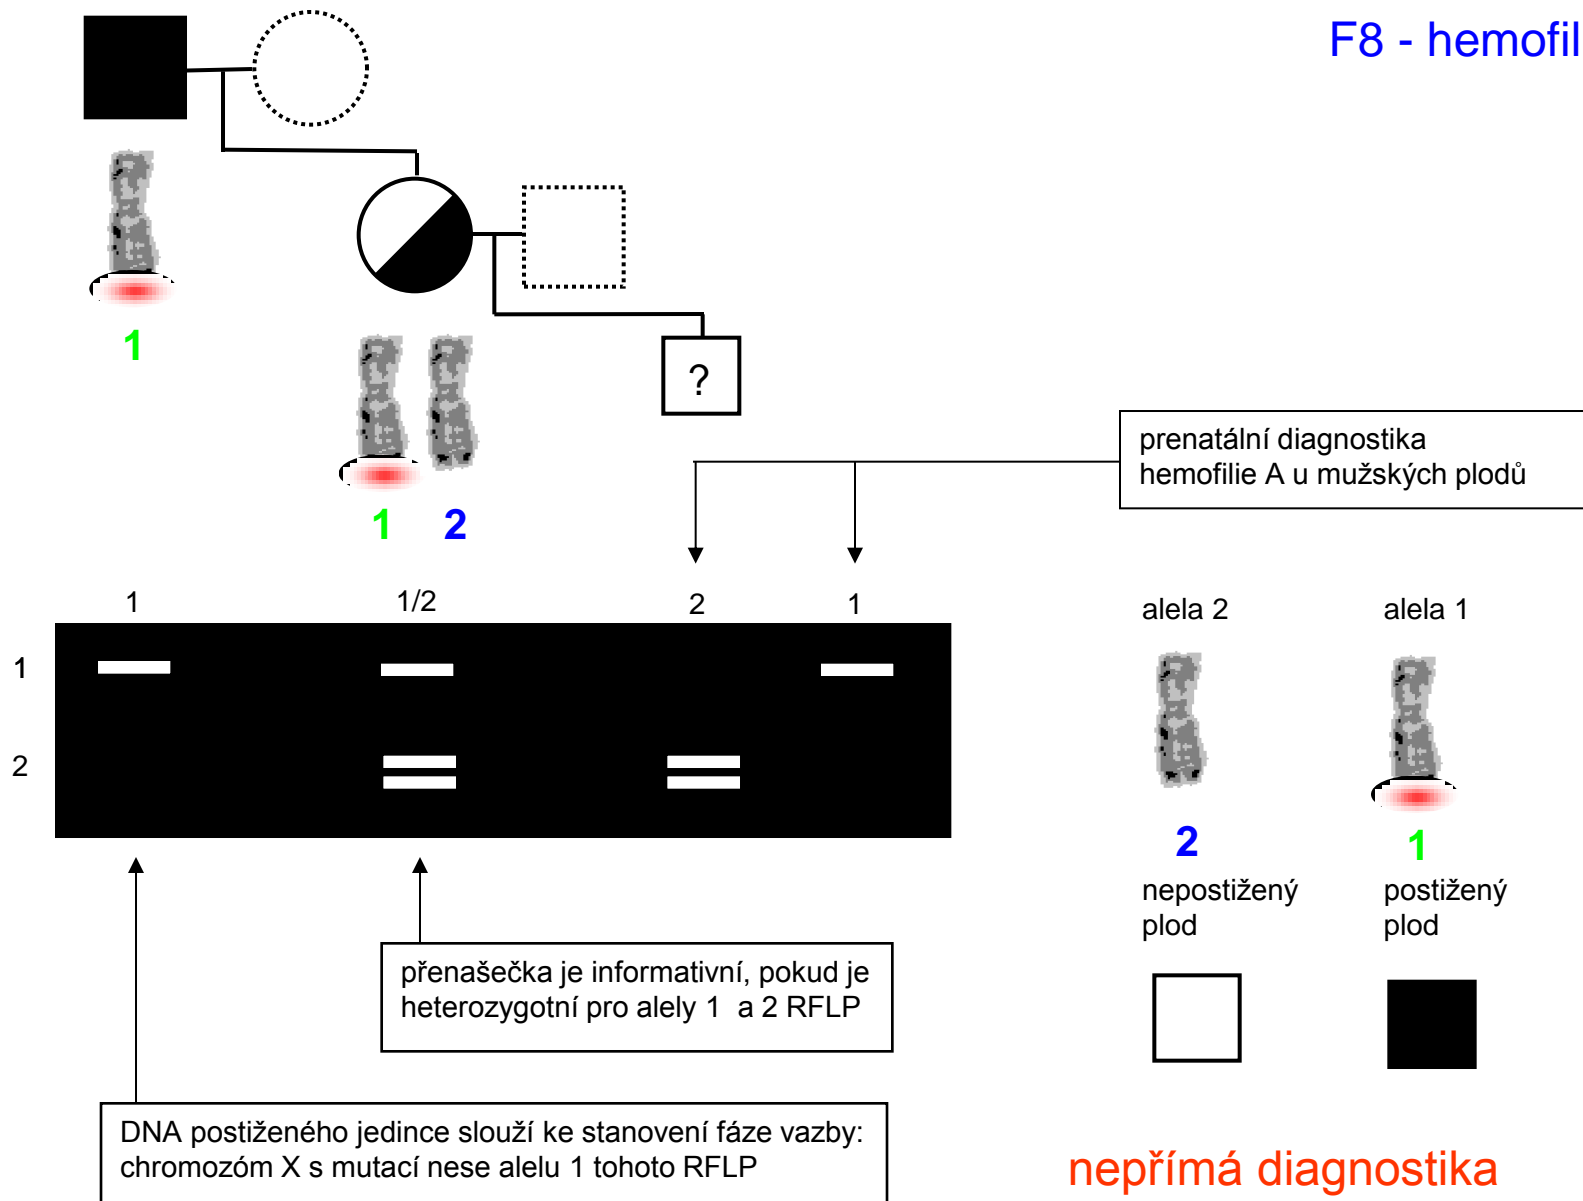 F8 - hemofil
1
?
1 2
prenatální diagnostika
hemofilie A u mužských plodů
1 1/2 2 1
alela 2 alela 1
1
2
2 1
nepostižený postižený
plod plod
přenašečka je informativní, pokud je
heterozygotní pro alely 1 a 2 RFLP
DNA postiženého jedince slouží ke stanovení fáze vazby:
chromozóm X s mutací nese alelu 1 tohoto RFLP
nepřímá diagnostika